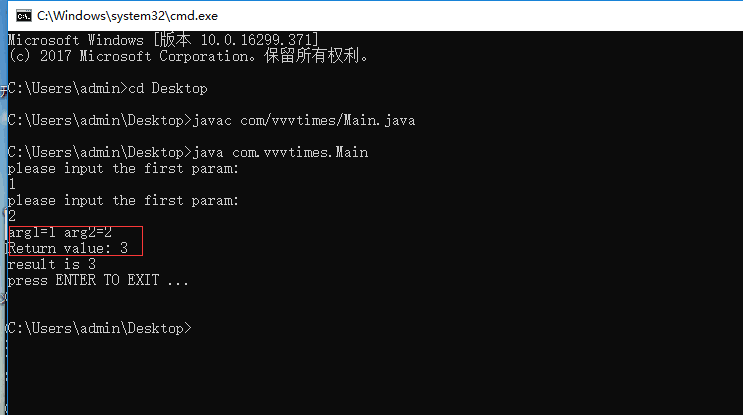 C:\Windows\system32\cmd.exe
Microsoft Windows [版本 10.0.16299.371]
(c) 2017 Microsoft Corporation。保留所有权利。
C:\Users\admin>cd Desktop
C:\Users\admin\Desktop>javac com/vvvtimes/Main.java
C:\Users\admin\Desktop>java com.vvvtimes.Main
please input the first param:
1
please input the first param:
2
arg1=1 arg2=2
Return value: 3
result is 3
press ENTER TO EXIT ...
C:\Users\admin\Desktop>